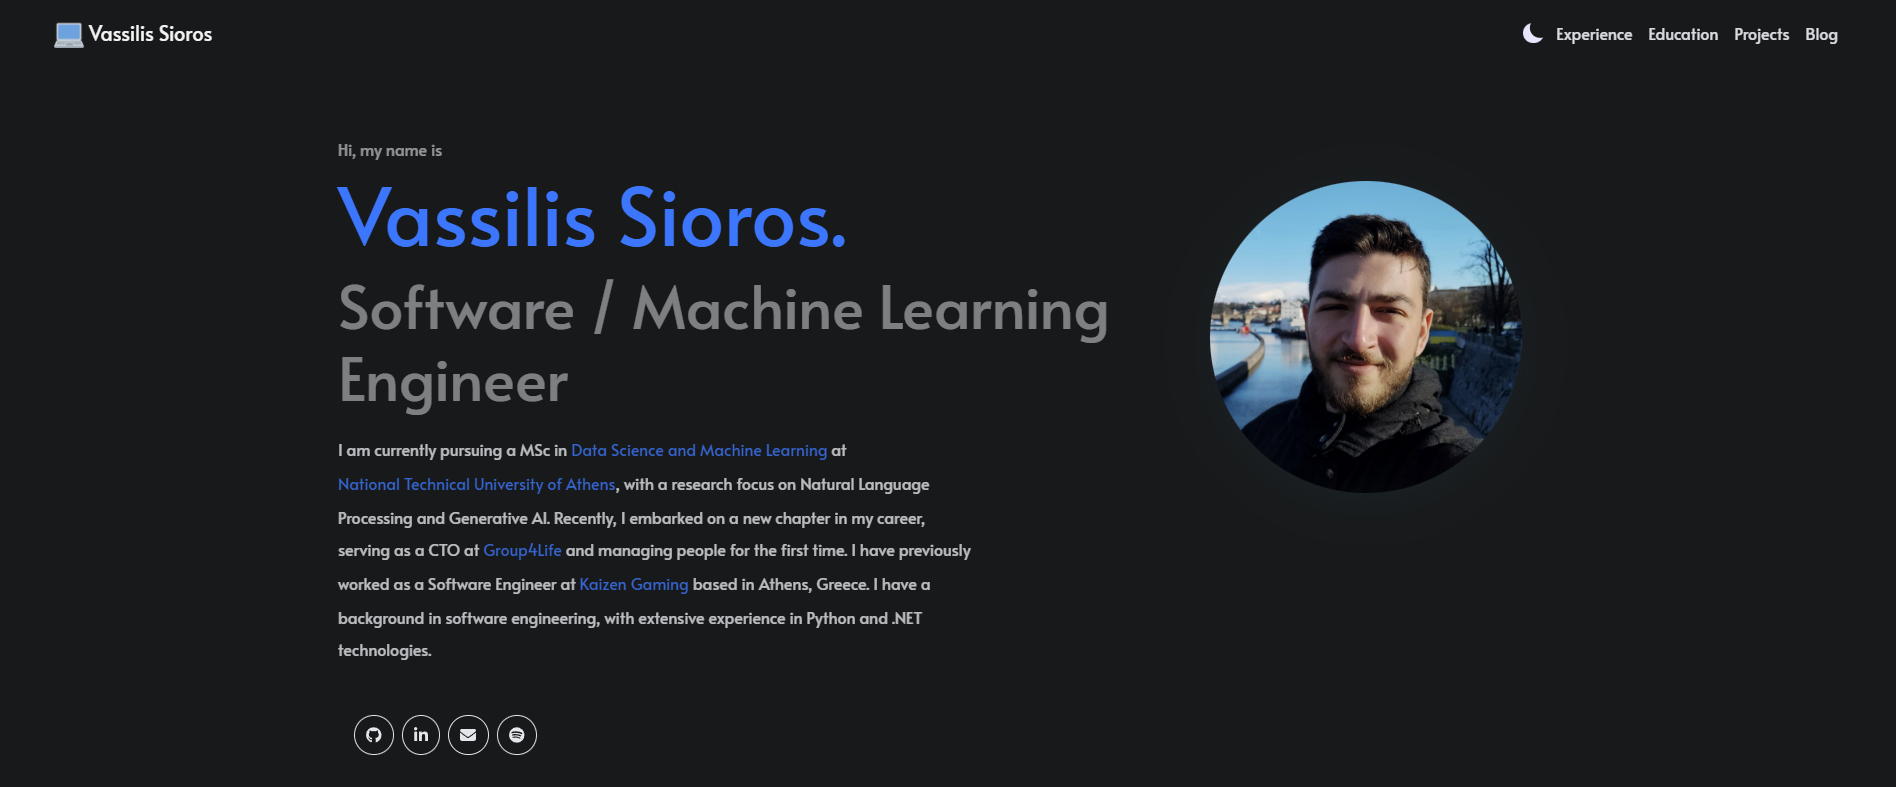 Vassilis Sioros
Experience Education Projects Blog
Hi, my name is
Vassilis Sioros.
Software / Machine Learning
Engineer
I am currently pursuing a MSc in Data Science and Machine Learning at
National Technical University of Athens, with a research focus on Natural Language
Processing and Generative AI. Recently, I embarked on a new chapter in my career,
serving as a CTO at Group4Life and managing people for the first time. I have previously
worked as a Software Engineer at Kaizen Gaming based in Athens, Greece. I have a
background in software engineering, with extensive experience in Python and .NET
technologies.
in